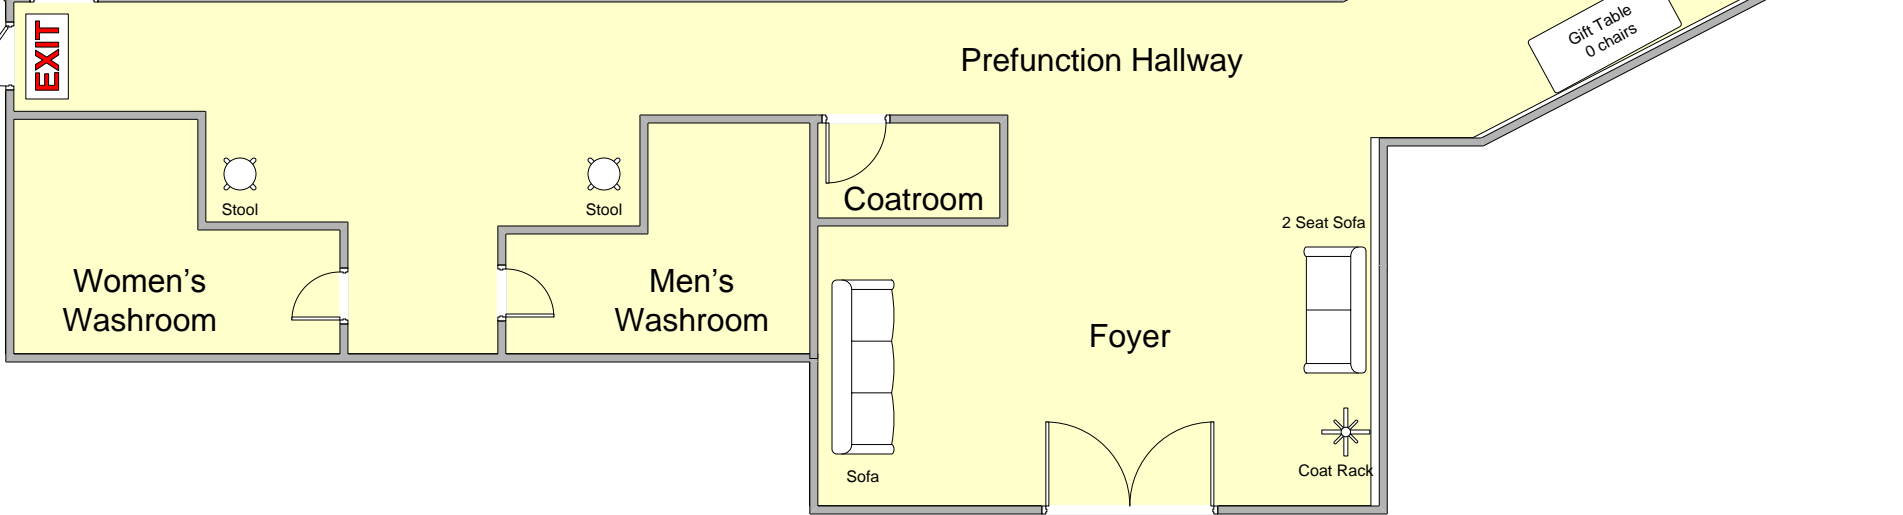 EXIT
Prefunction Hallway
Gift Table
0 chairs
Stool
Stool
Coatroom
2 Seat Sofa
Women’s
Washroom
Men’s
Washroom
Foyer
Sofa
Coat Rack